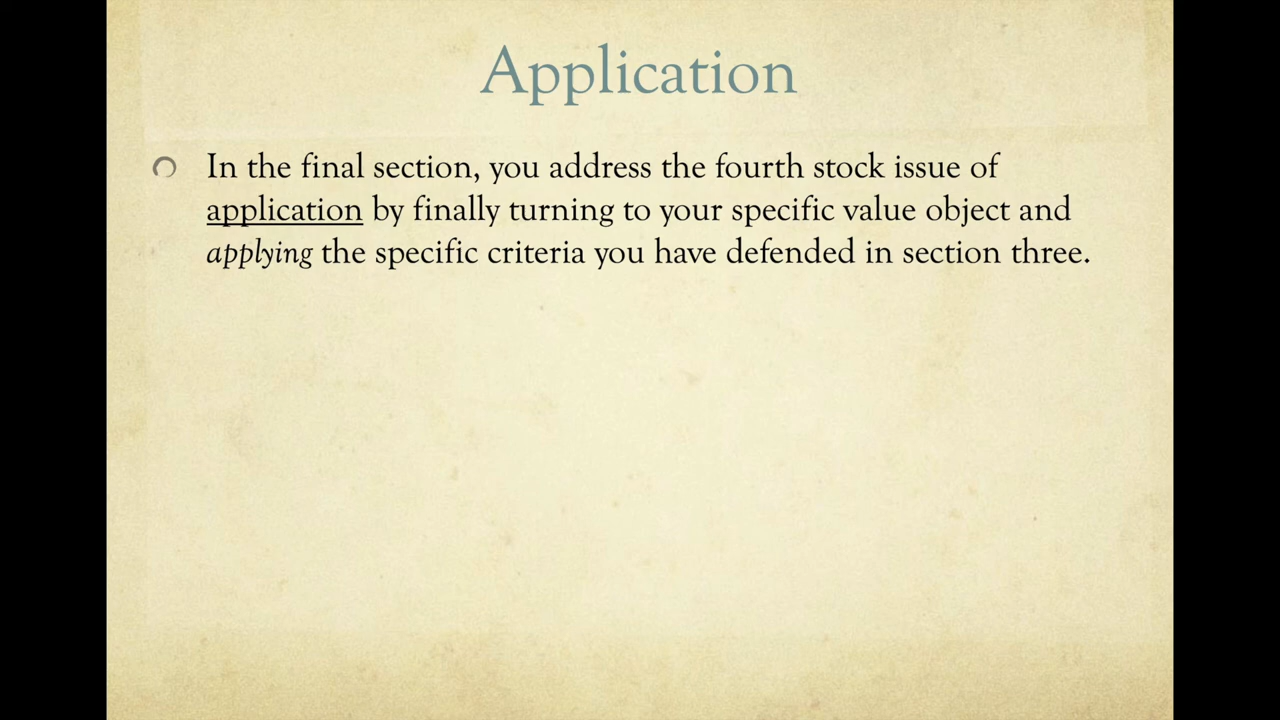 Application
In the final section, you address the fourth stock issue of
application by finally turning to your specific value object and
applying the specific criteria you have defended in section three.